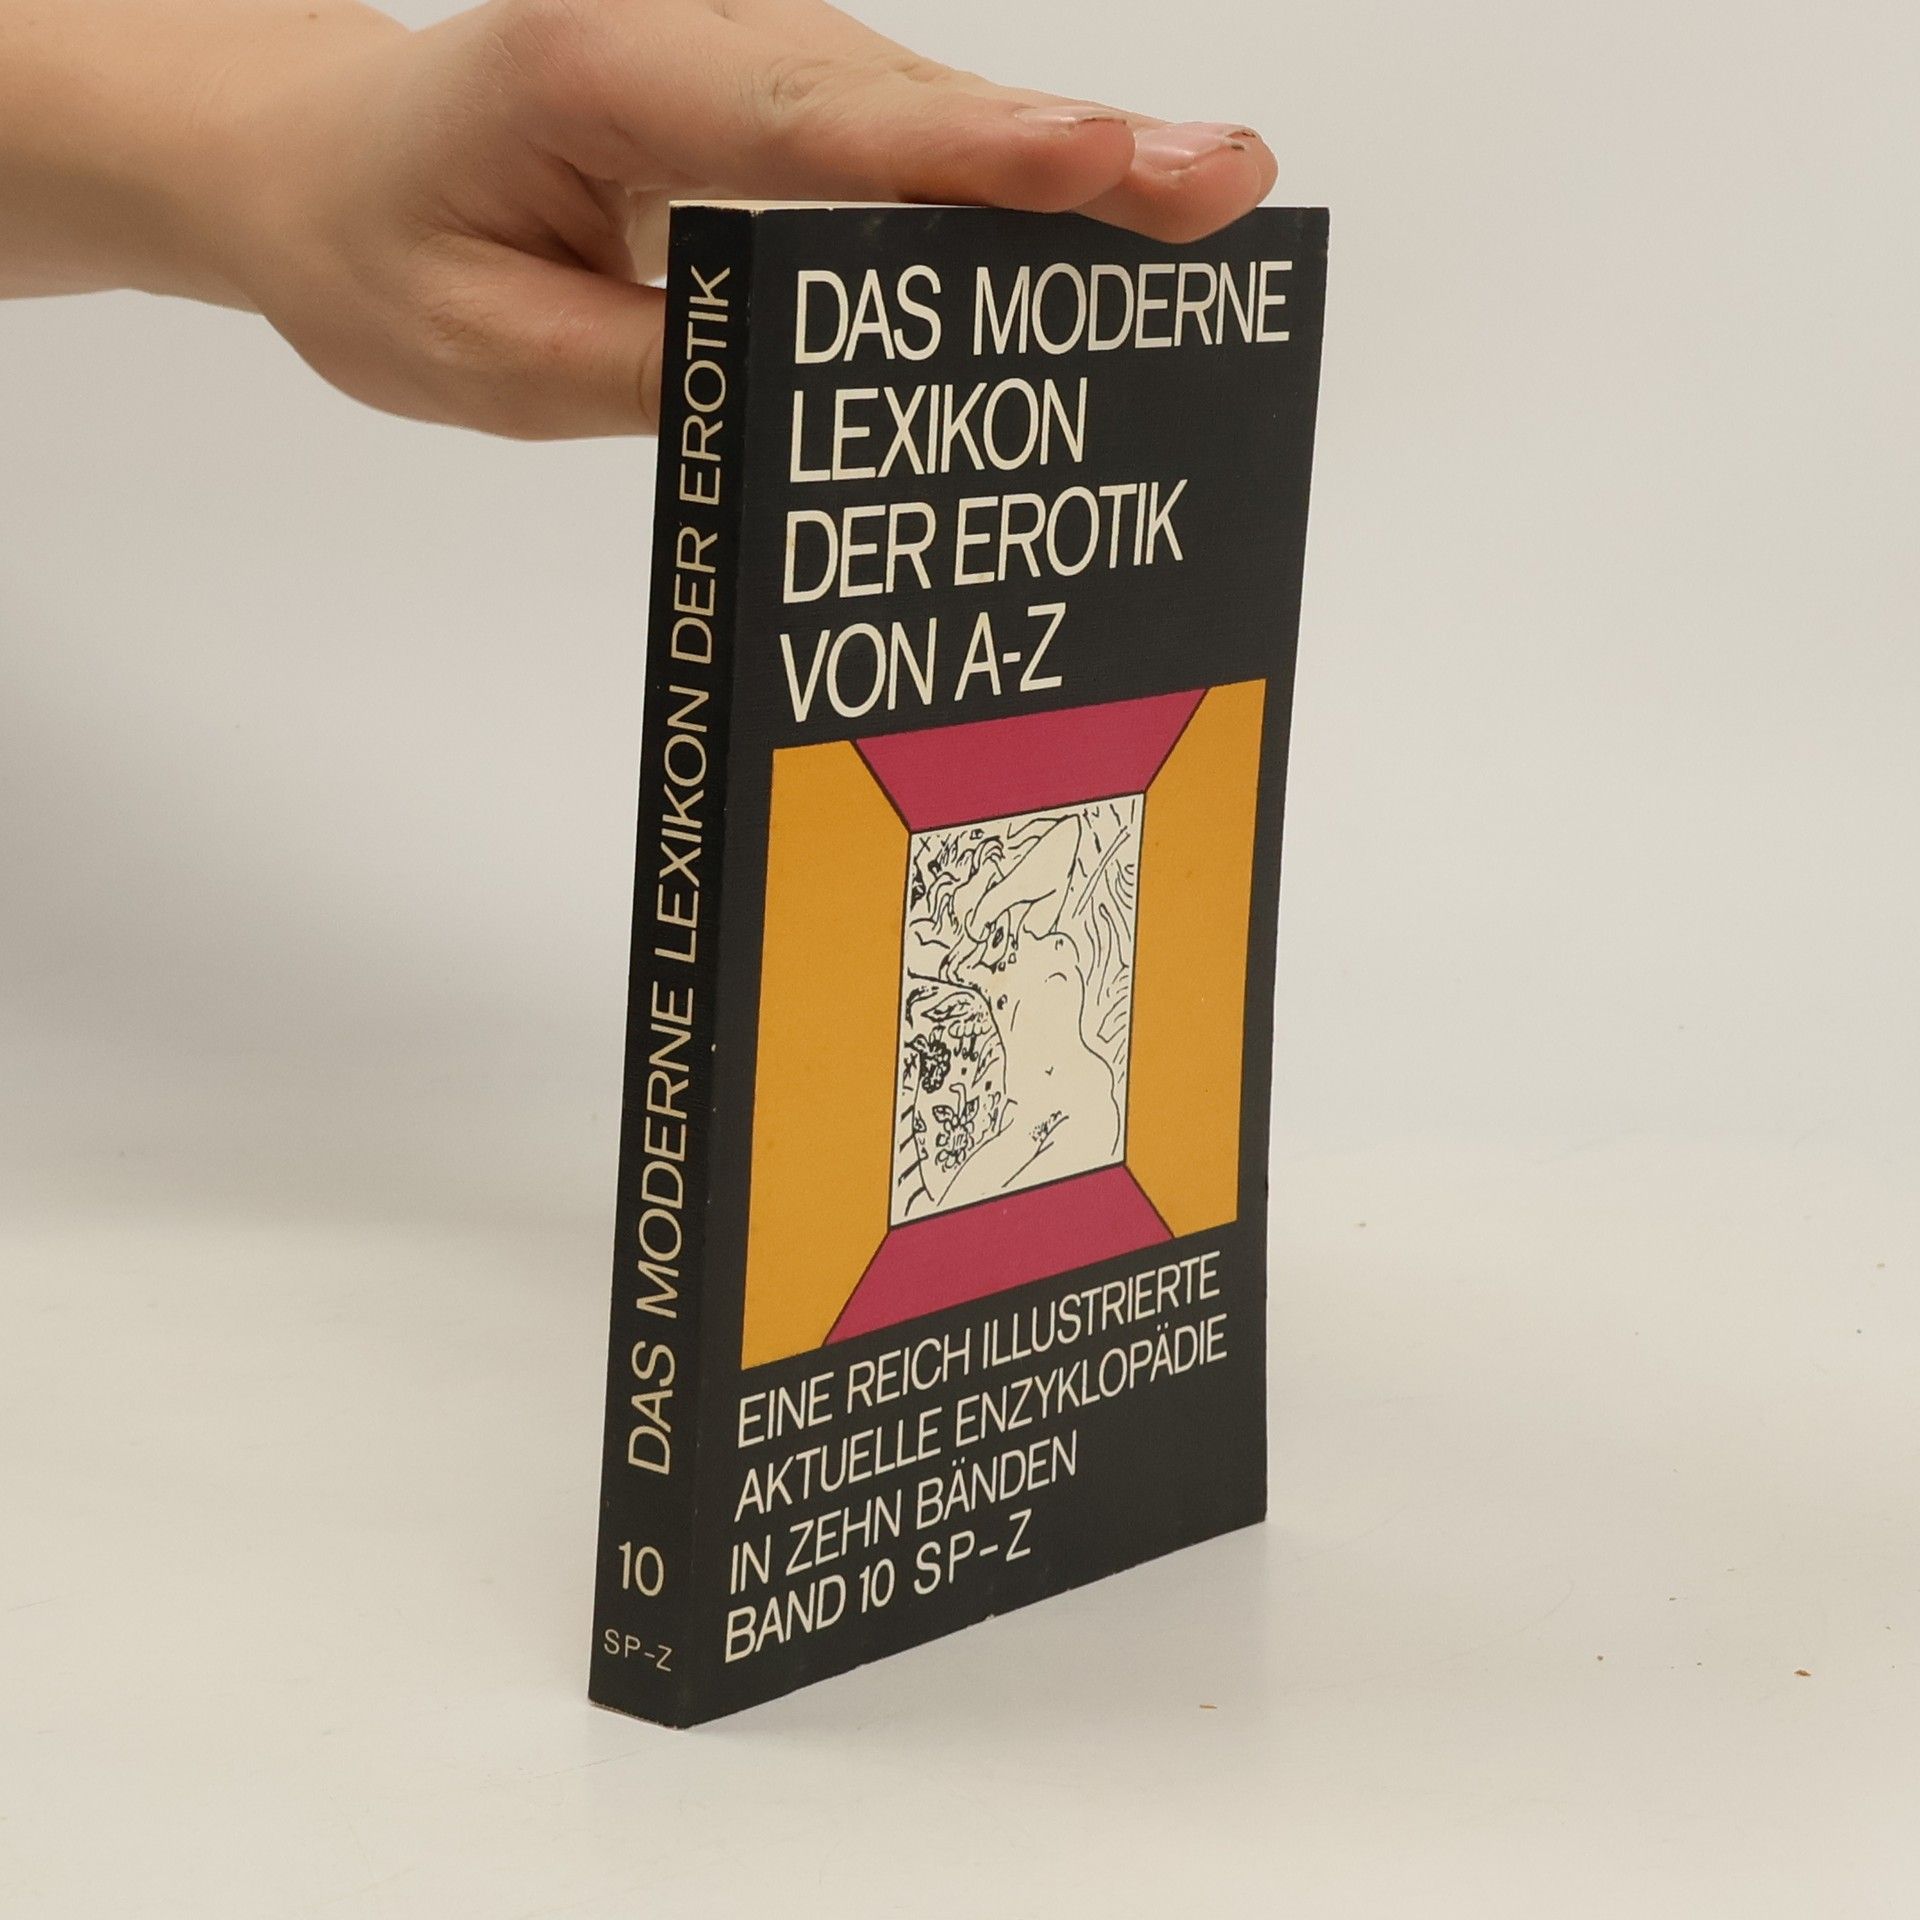 DAS MODERNE LEXIKON DER EROTIK
10
SP-Z
DAS MODERNE
LEXIKON
DER EROTIK
VON A-Z
EINE REICH ILLUSTRIERTE
AKTUELLE ENZYKLOPÄDIE
IN ZEHN BÄNDEN
BAND 10 SP-Z